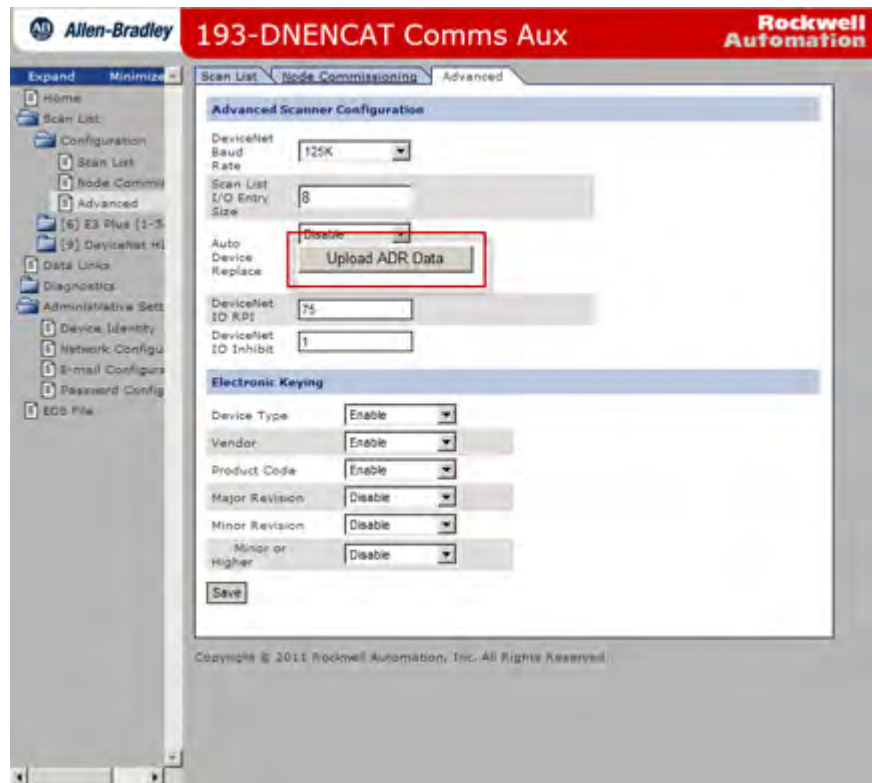 Allen-Bradley
193-DNENCAT Comms Aux
Rockwell
Automation
Expand Minimize
Home
Scan List
Configuration
Scan List
Node Commis
Advanced
[6] E3 Plus [1-5
[9] DeviceNet Hi
Data Links
Diagnostics
Administrative Sett
Device Identity
Network Configu
E-mail Configura
Password Config
EDS File
Scan List Node Commissioning Advanced
Advanced Scanner Configuration
DeviceNet
Baud
Rate
125K
Scan List
I/O Entry
Size
8
Auto
Device
Replace
Disable
Upload ADR Data
DeviceNet
IO RPI
75
DeviceNet
IO Inhibit
1
Electronic Keying
Device Type Enable
Vendor Enable
Product Code Enable
Major Revision Disable
Minor Revision Disable
Minor or
Higher
Disable
Save
Copyright © 2011 Rockwell Automation, Inc. All Rights Reserved.